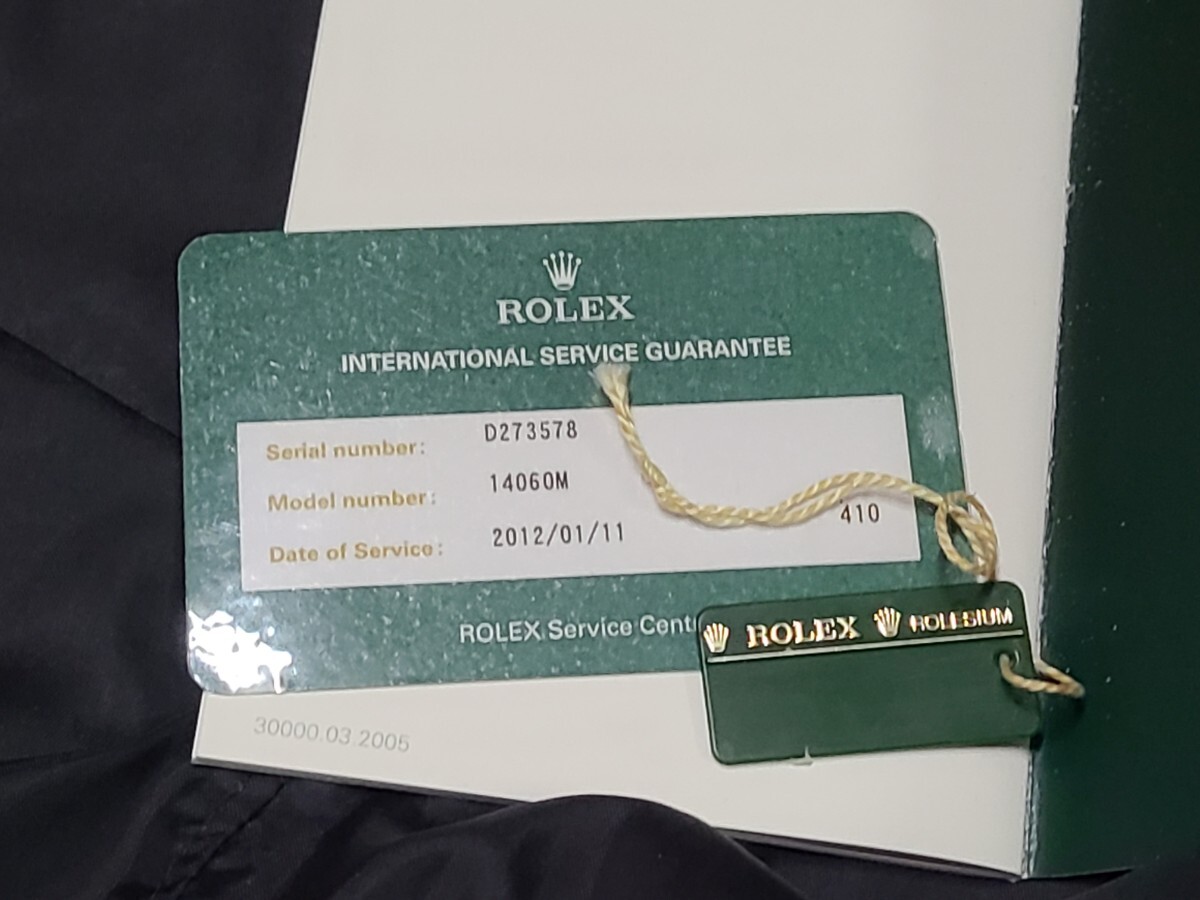 ROLEX
INTERNATIONAL SERVICE GUARANTEE
Serial number: D273578
Model number: 14060M
Date of Service: 2012/01/11 410
ROLEX Service
ROLEX ROLESIUM
30000.03.2005